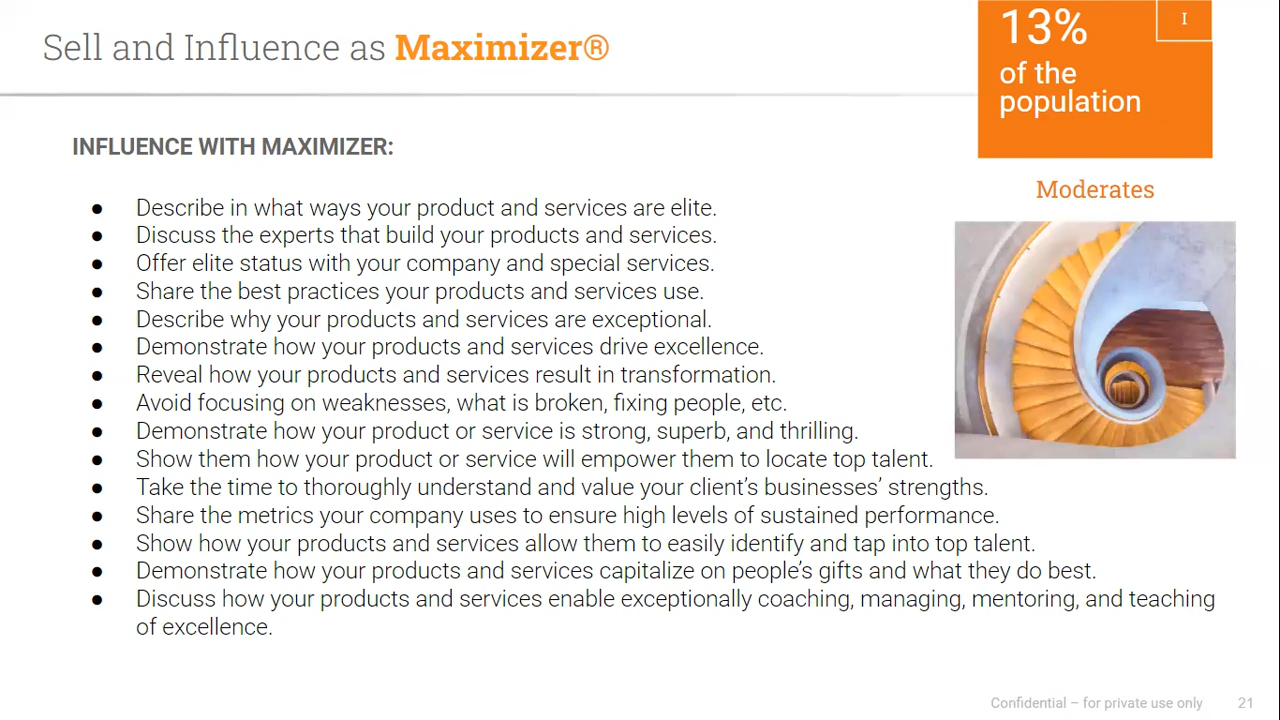 Sell and Influence as Maximizer®
13%
of the
population
I
INFLUENCE WITH MAXIMIZER:
Moderates
● Describe in what ways your product and services are elite.
● Discuss the experts that build your products and services.
● Offer elite status with your company and special services.
● Share the best practices your products and services use.
● Describe why your products and services are exceptional.
● Demonstrate how your products and services drive excellence.
● Reveal how your products and services result in transformation.
● Avoid focusing on weaknesses, what is broken, fixing people, etc.
● Demonstrate how your product or service is strong, superb, and thrilling.
● Show them how your product or service will empower them to locate top talent.
● Take the time to thoroughly understand and value your client’s businesses’ strengths.
● Share the metrics your company uses to ensure high levels of sustained performance.
● Show how your products and services allow them to easily identify and tap into top talent.
● Demonstrate how your products and services capitalize on people’s gifts and what they do best.
● Discuss how your products and services enable exceptionally coaching, managing, mentoring, and teaching
of excellence.
Confidential – for private use only 21